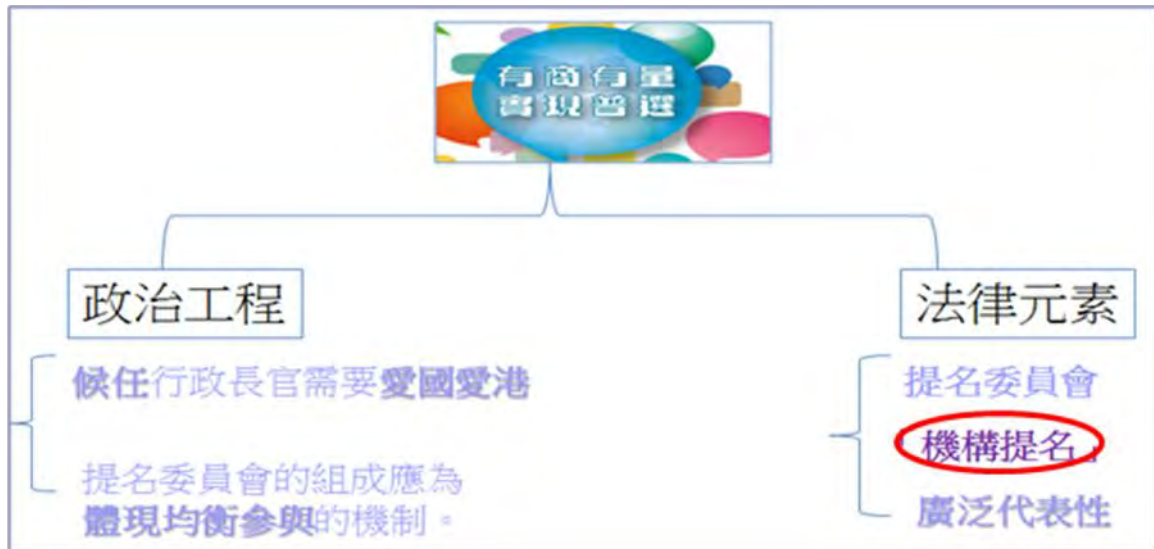 有商有量
實現普選
政治工程
法律元素
候任行政長官需要愛國愛港
提名委員會的組成應為
體現均衡參與的機制。
提名委員會
「機構提名」
廣泛代表性